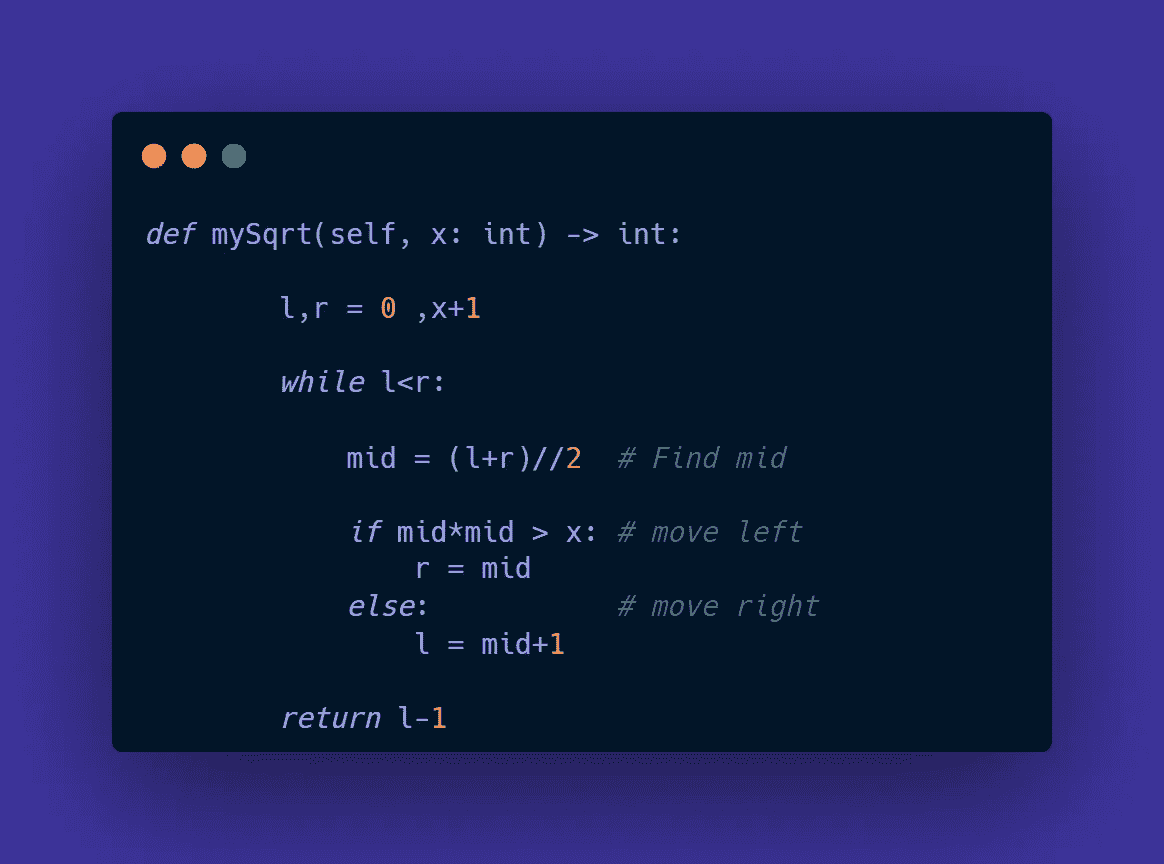 def mySqrt(self, x: int) -> int:
l,r = 0 ,x+1
while l<r:
mid = (l+r)//2  # Find mid
if mid*mid > x: # move left
r = mid
else:           # move right
l = mid+1
return l-1